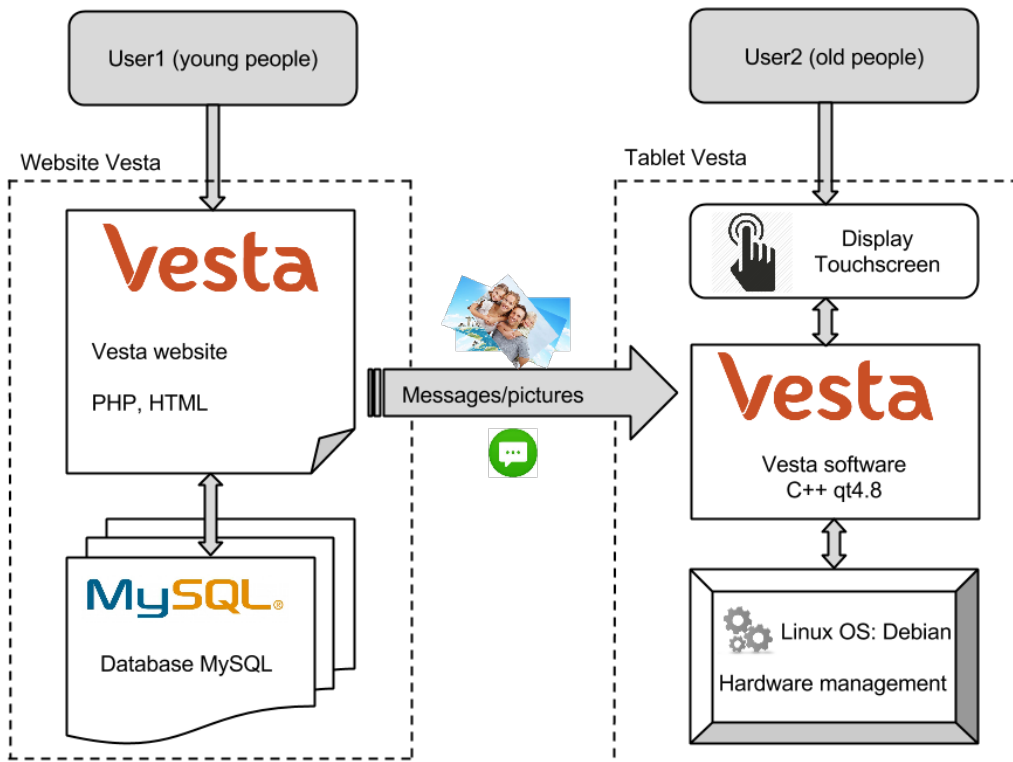 User1 (young people)
User2 (old people)
Website Vesta
Tablet Vesta
Vesta
Vesta website
PHP, HTML
Messages/pictures
Display
Touchscreen
Vesta
Vesta software
C++ qt4.8
MySQL®
Database MySQL
Linux OS: Debian
Hardware management